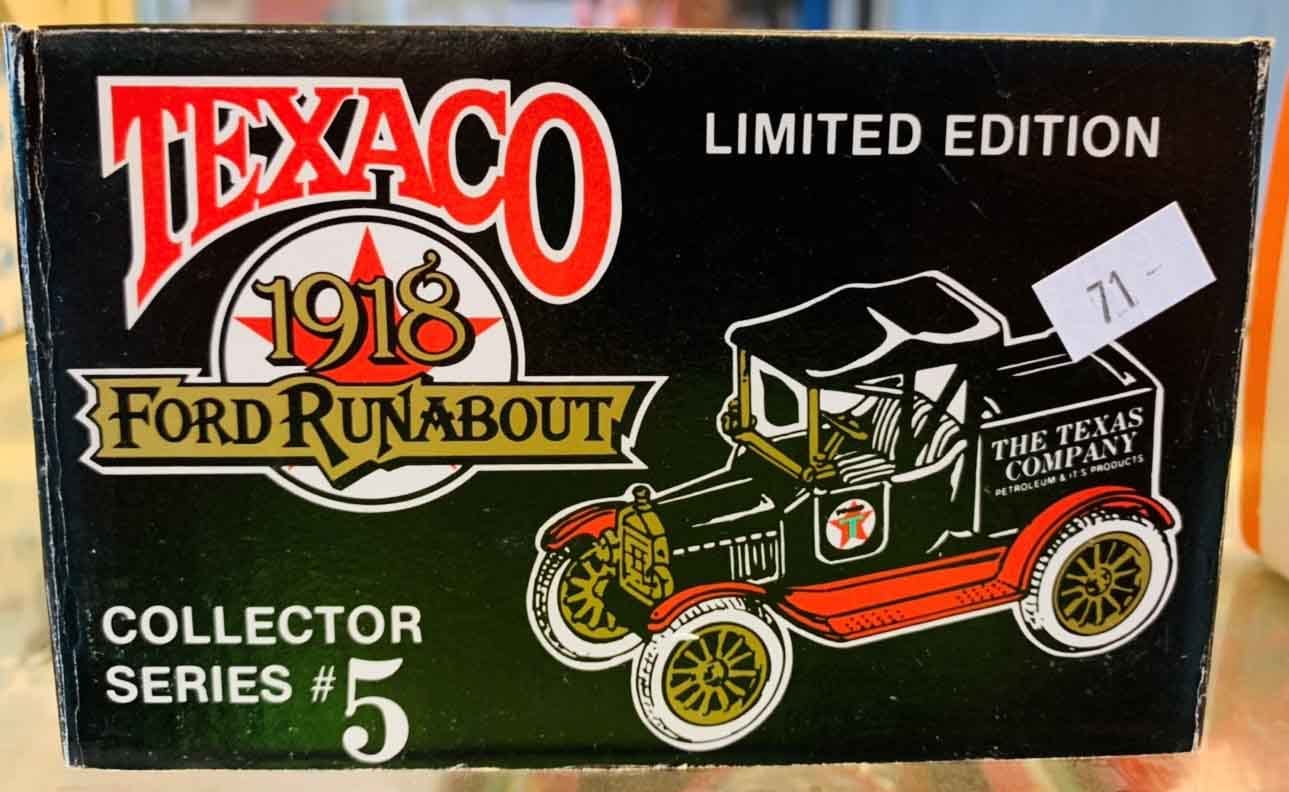 TEXACO
LIMITED EDITION
71-
1918
FORD RUNABOUT
THE TEXAS
COMPANY
PETROLEUM & IT'S PRODUCTS
T
COLLECTOR
SERIES #5